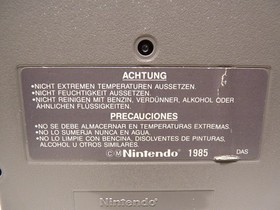 ACHTUNG
•NICHT EXTREMEN TEMPERATUREN AUSSETZEN.
•NICHT FEUCHTIGKEIT AUSSETZEN.
•NICHT REINIGEN MIT BENZIN, VERDÜNNER, ALKOHOL ODER
ÄHNLICHEN FLÜSSIGKEITEN.
PRECAUCIONES
•NO SE DEBE ALMACERNAR EN TEMPERATURAS EXTREMAS
•NO LO SUMERJA NUNCA EN AGUA.
•NO LO LIMPIE CON BENCINA, DISOLVENTES DE PINTURAS,
ALCOHOL U OTROS SIMILARES.
©M Nintendo 1985 DAS
Nintendo